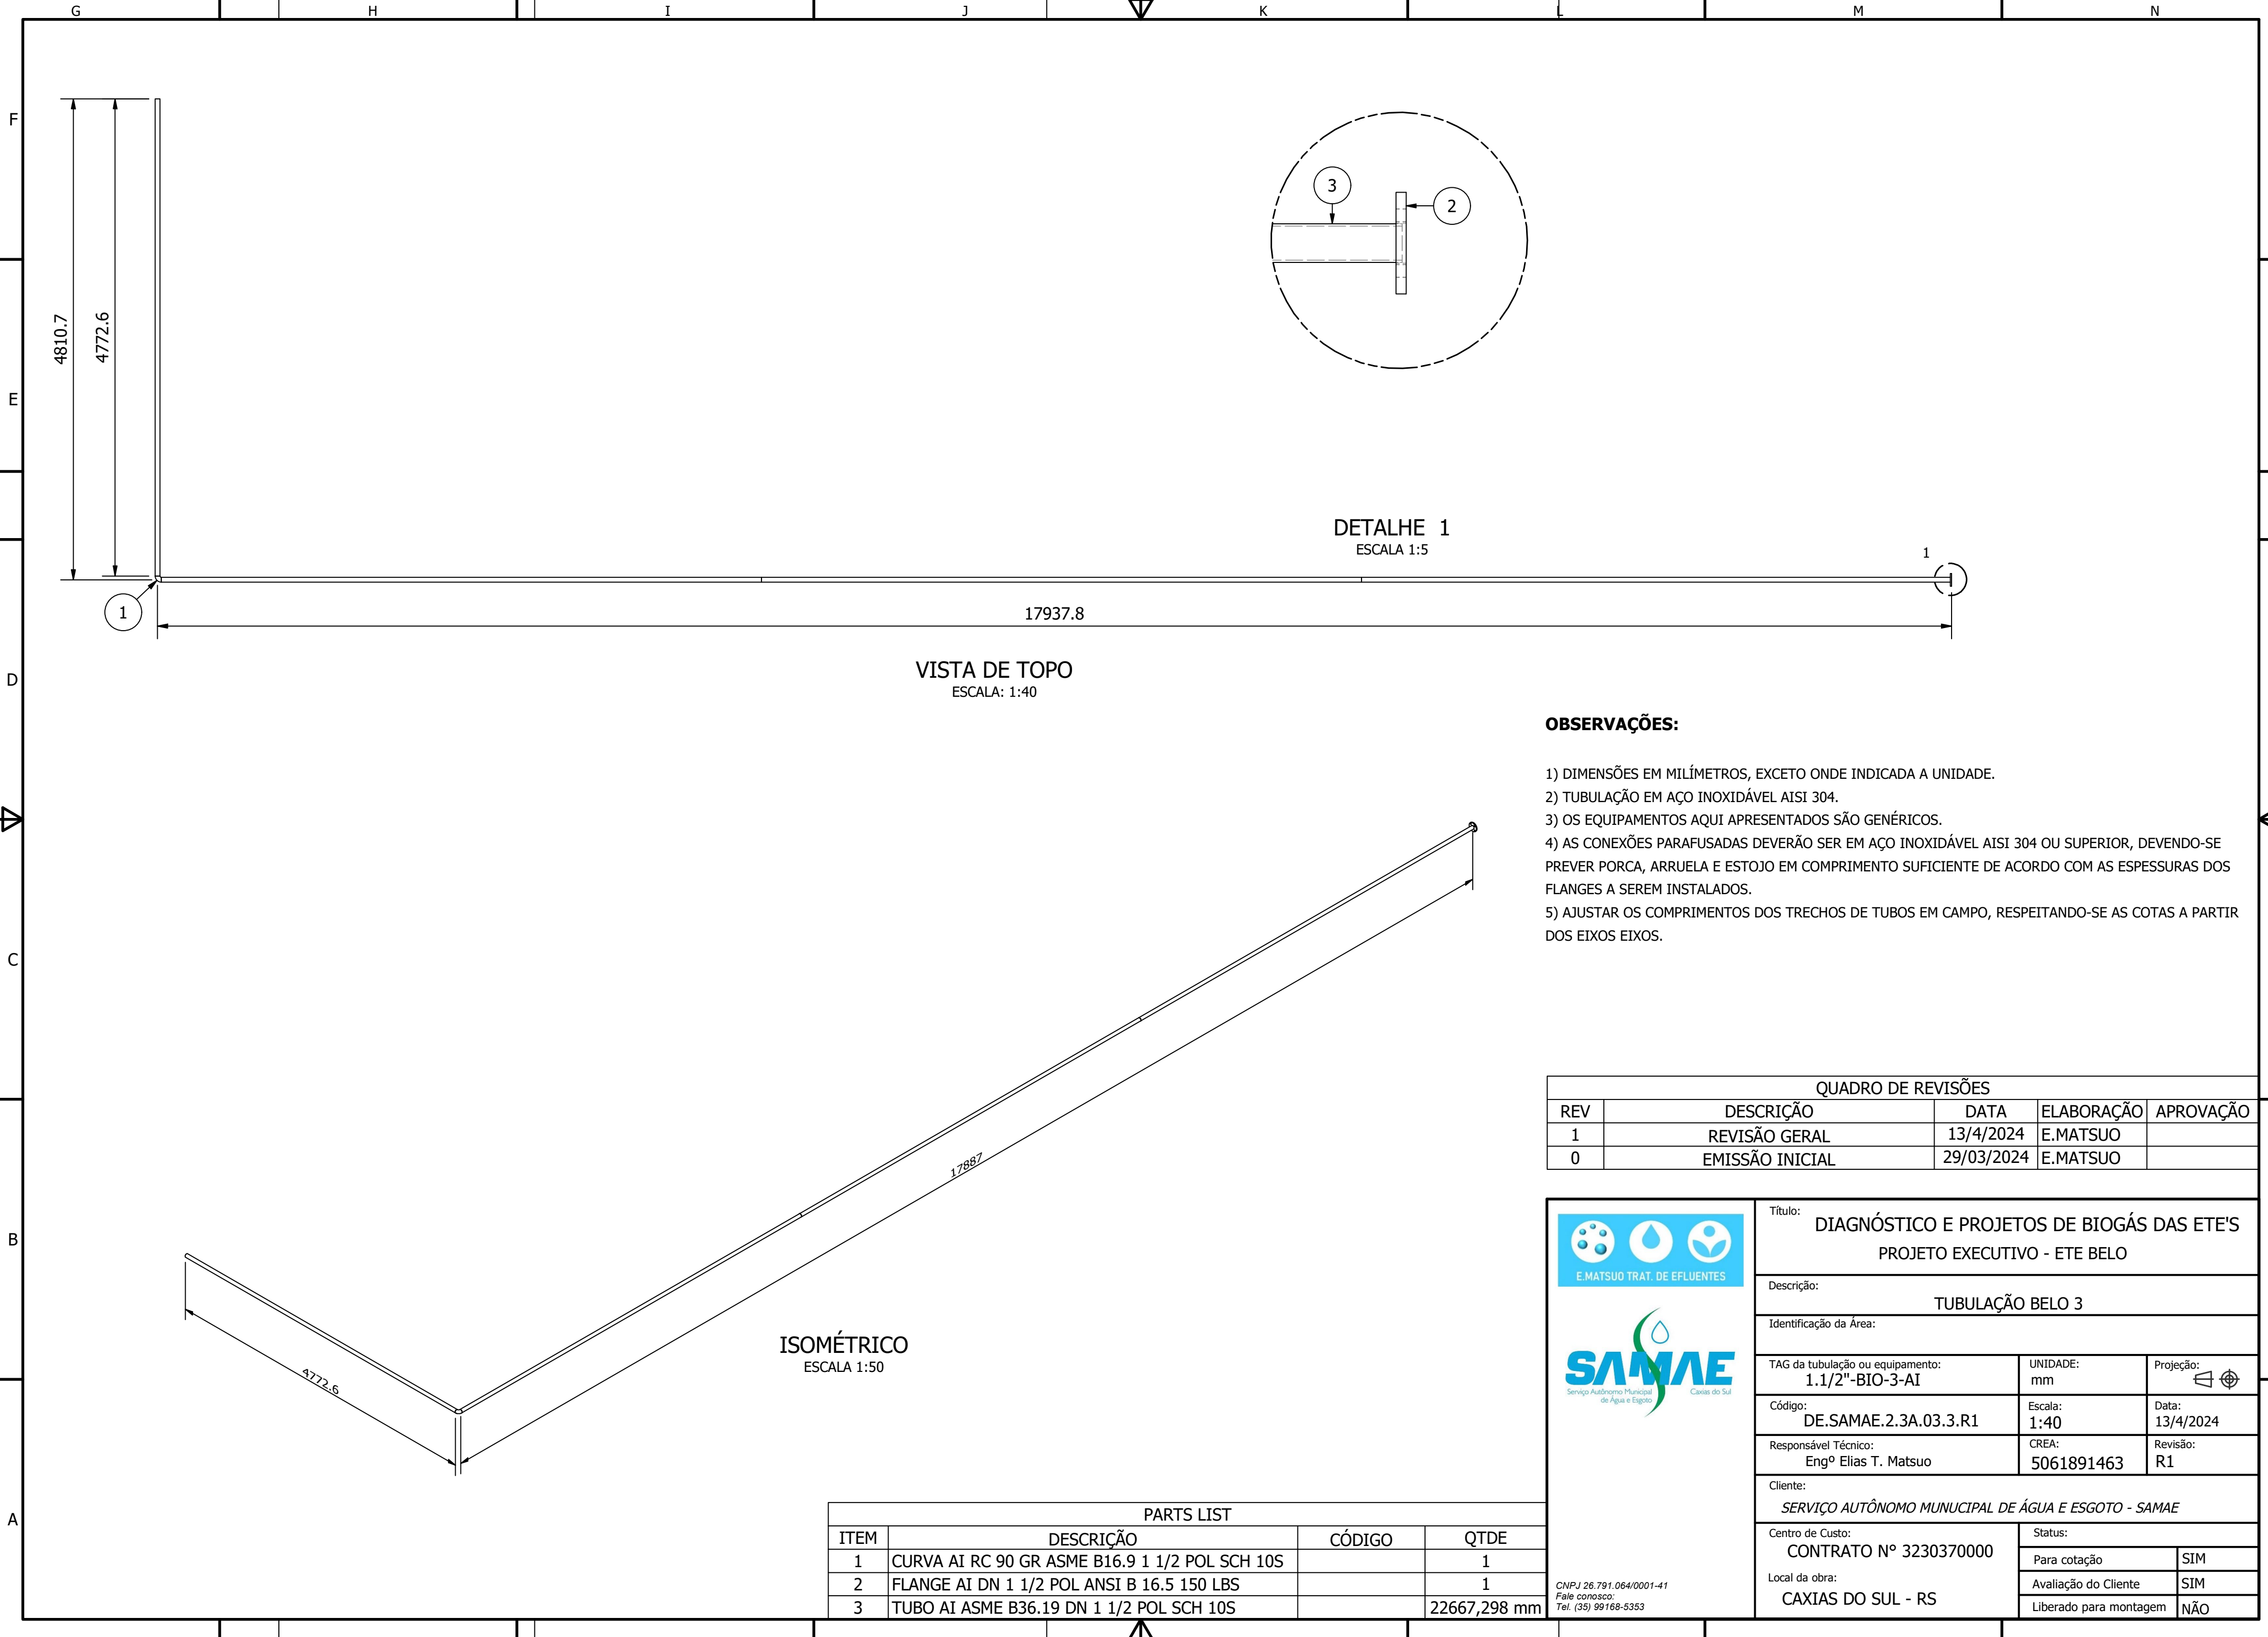 G H I J K L M N
F
E
D
C
B
A
4810.7
4772.6
3
2
DETALHE 1
ESCALA 1:5
1
1
17937.8
VISTA DE TOPO
ESCALA: 1:40
OBSERVAÇÕES:
1) DIMENSÕES EM MILÍMETROS, EXCETO ONDE INDICADA A UNIDADE.
2) TUBULAÇÃO EM AÇO INOXIDÁVEL AISI 304.
3) OS EQUIPAMENTOS AQUI APRESENTADOS SÃO GENÉRICOS.
4) AS CONEXÕES PARAFUSADAS DEVERÃO SER EM AÇO INOXIDÁVEL AISI 304 OU SUPERIOR, DEVENDO-SE
PREVER PORCA, ARRUELA E ESTOJO EM COMPRIMENTO SUFICIENTE DE ACORDO COM AS ESPESSURAS DOS
FLANGES A SEREM INSTALADOS.
5) AJUSTAR OS COMPRIMENTOS DOS TRECHOS DE TUBOS EM CAMPO, RESPEITANDO-SE AS COTAS A PARTIR
DOS EIXOS EIXOS.
17887
4772.6
ISOMÉTRICO
ESCALA 1:50
QUADRO DE REVISÕES
REV DESCRIÇÃO DATA ELABORAÇÃO APROVAÇÃO
1 REVISÃO GERAL 13/4/2024 E.MATSUO
0 EMISSÃO INICIAL 29/03/2024 E.MATSUO
PARTS LIST
ITEM DESCRIÇÃO CÓDIGO QTDE
1 CURVA AI RC 90 GR ASME B16.9 1 1/2 POL SCH 10S 1
2 FLANGE AI DN 1 1/2 POL ANSI B 16.5 150 LBS 1
3 TUBO AI ASME B36.19 DN 1 1/2 POL SCH 10S 22667,298 mm
E.MATSUO TRAT. DE EFLUENTES
SAMAE
Serviço Autônomo Municipal
de Água e Esgoto
Caxias do Sul
CNPJ 26.791.064/0001-41
Fale conosco:
Tel. (35) 99168-5353
Título:
DIAGNÓSTICO E PROJETOS DE BIOGÁS DAS ETE'S
PROJETO EXECUTIVO - ETE BELO
Descrição:
TUBULAÇÃO BELO 3
Identificação da Área:
TAG da tubulação ou equipamento:
1.1/2"-BIO-3-AI
UNIDADE:
mm
Projeção:
Código:
DE.SAMAE.2.3A.03.3.R1
Escala:
1:40
Data:
13/4/2024
Responsável Técnico:
Engº Elias T. Matsuo
CREA:
5061891463
Revisão:
R1
Cliente:
SERVIÇO AUTÔNOMO MUNUCIPAL DE ÁGUA E ESGOTO - SAMAE
Centro de Custo:
CONTRATO N° 3230370000
Local da obra:
CAXIAS DO SUL - RS
Status:
Para cotação SIM
Avaliação do Cliente SIM
Liberado para montagem NÃO